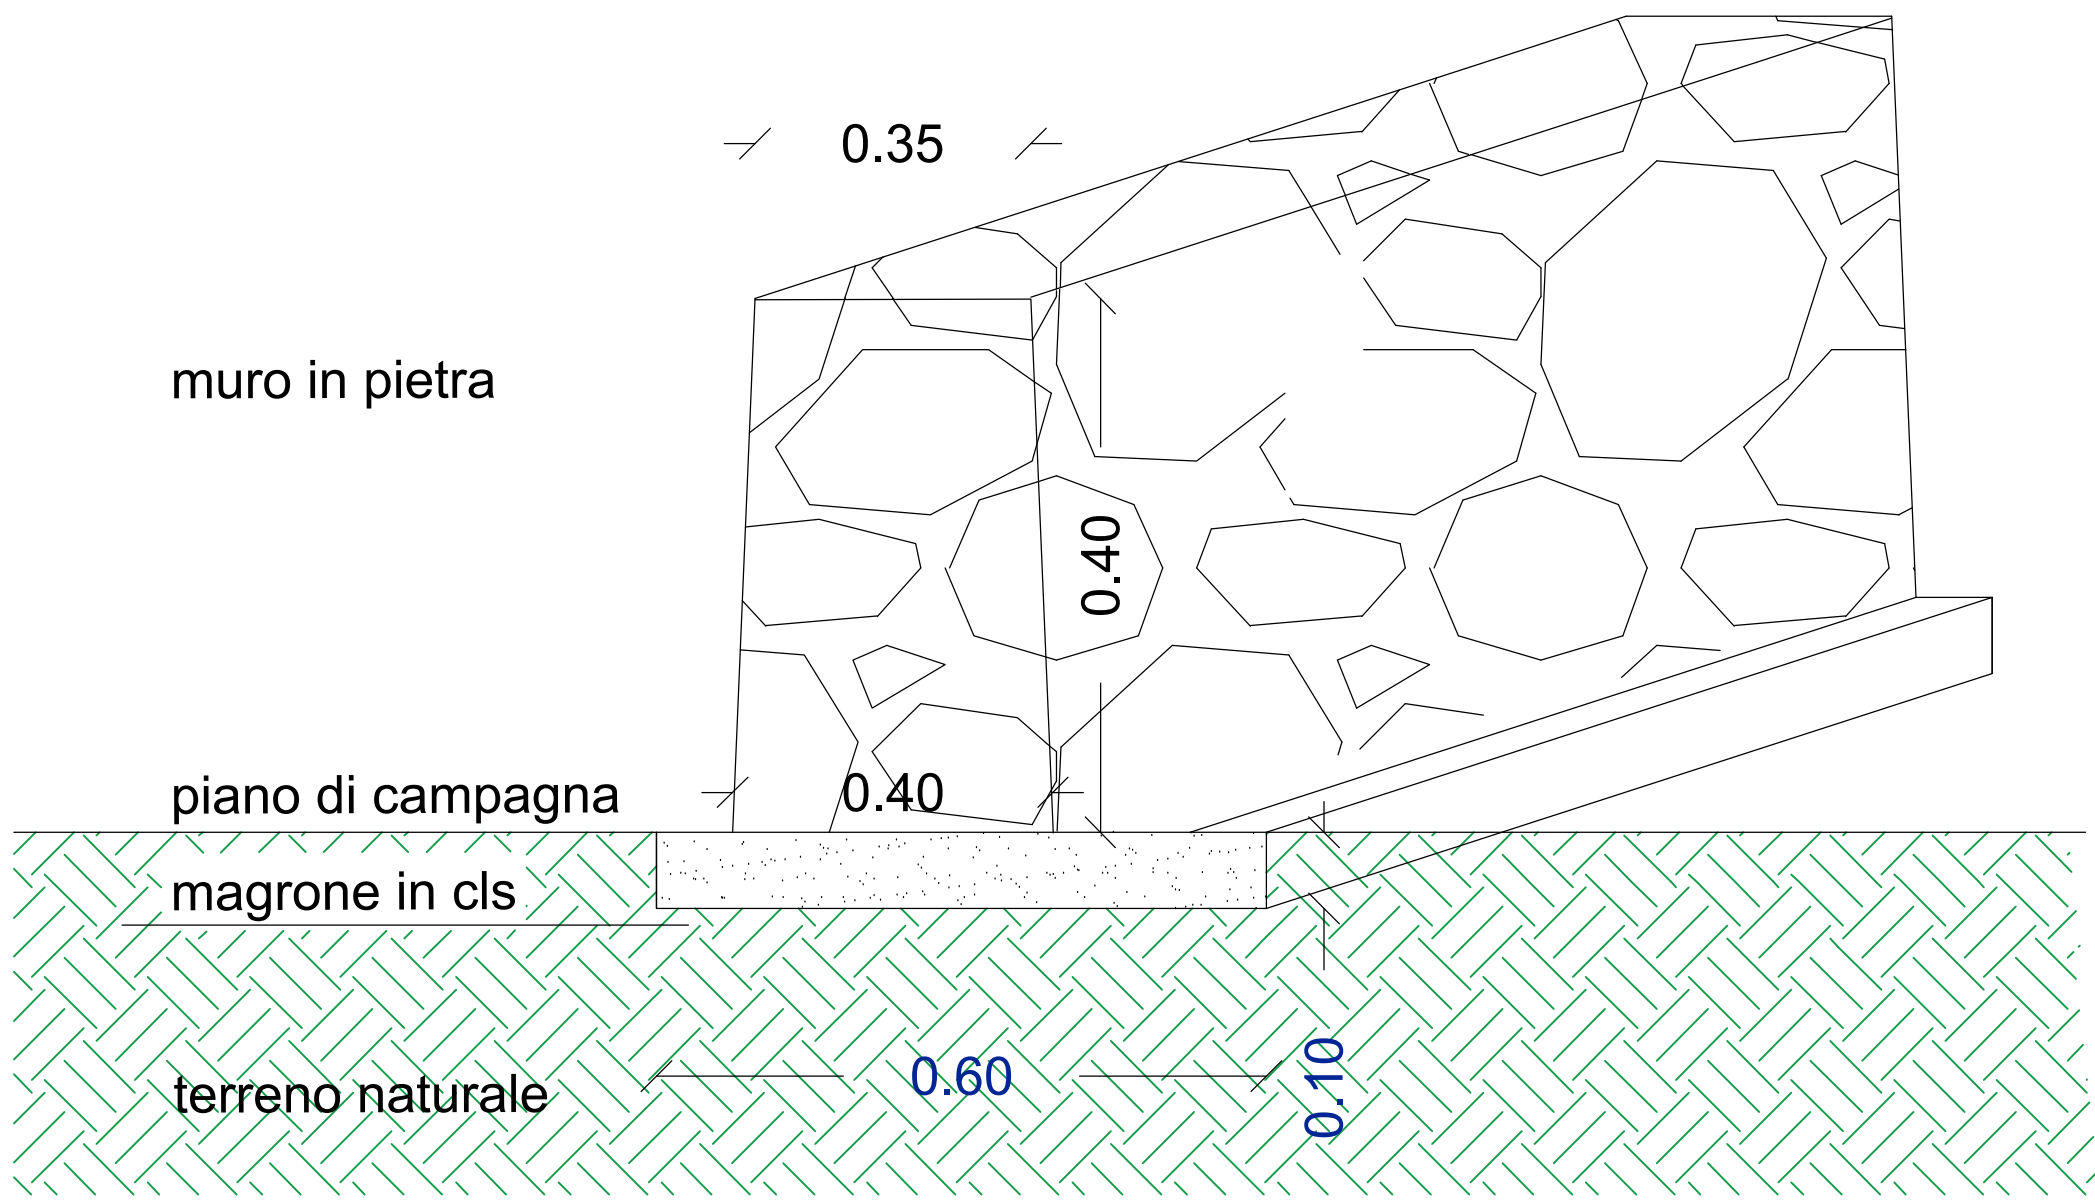 0.35
muro in pietra
0.40
piano di campagna
0.40
magrone in cls
terreno naturale
0.60
0.10